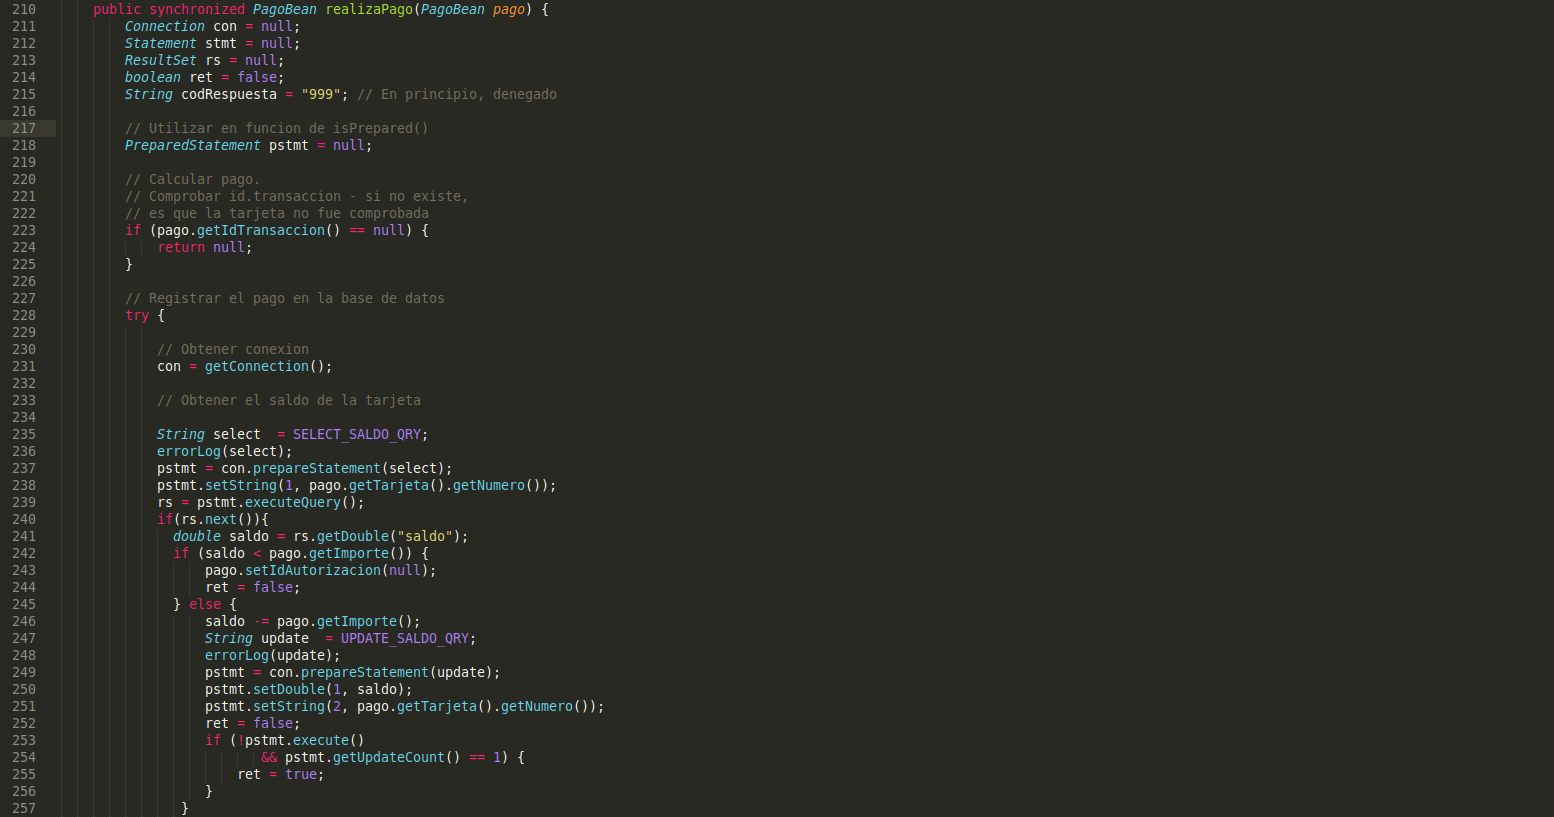 210 public synchronized PagoBean realizaPago(PagoBean pago) {
211 Connection con = null;
212 Statement stmt = null;
213 ResultSet rs = null;
214 boolean ret = false;
215 String codRespuesta = "999"; // En principio, denegado
216
217 // Utilizar en funcion de isPrepared()
218 PreparedStatement pstmt = null;
219
220 // Calcular pago.
221 // Comprobar id.transaccion - si no existe,
222 // es que la tarjeta no fue comprobada
223 if (pago.getIdTransaccion() == null) {
224 return null;
225 }
226
227 // Registrar el pago en la base de datos
228 try {
229
230 // Obtener conexion
231 con = getConnection();
232
233 // Obtener el saldo de la tarjeta
234
235 String select  = SELECT_SALDO_QRY;
236 errorLog(select);
237 pstmt = con.prepareStatement(select);
238 pstmt.setString(1, pago.getTarjeta().getNumero());
239 rs = pstmt.executeQuery();
240 if(rs.next()){
241 double saldo = rs.getDouble("saldo");
242 if (saldo < pago.getImporte()) {
243 pago.setIdAutorizacion(null);
244 ret = false;
245 } else {
246 saldo -= pago.getImporte();
247 String update  = UPDATE_SALDO_QRY;
248 errorLog(update);
249 pstmt = con.prepareStatement(update);
250 pstmt.setDouble(1, saldo);
251 pstmt.setString(2, pago.getTarjeta().getNumero());
252 ret = false;
253 if (!pstmt.execute()
254 && pstmt.getUpdateCount() == 1) {
255 ret = true;
256 }
257 }